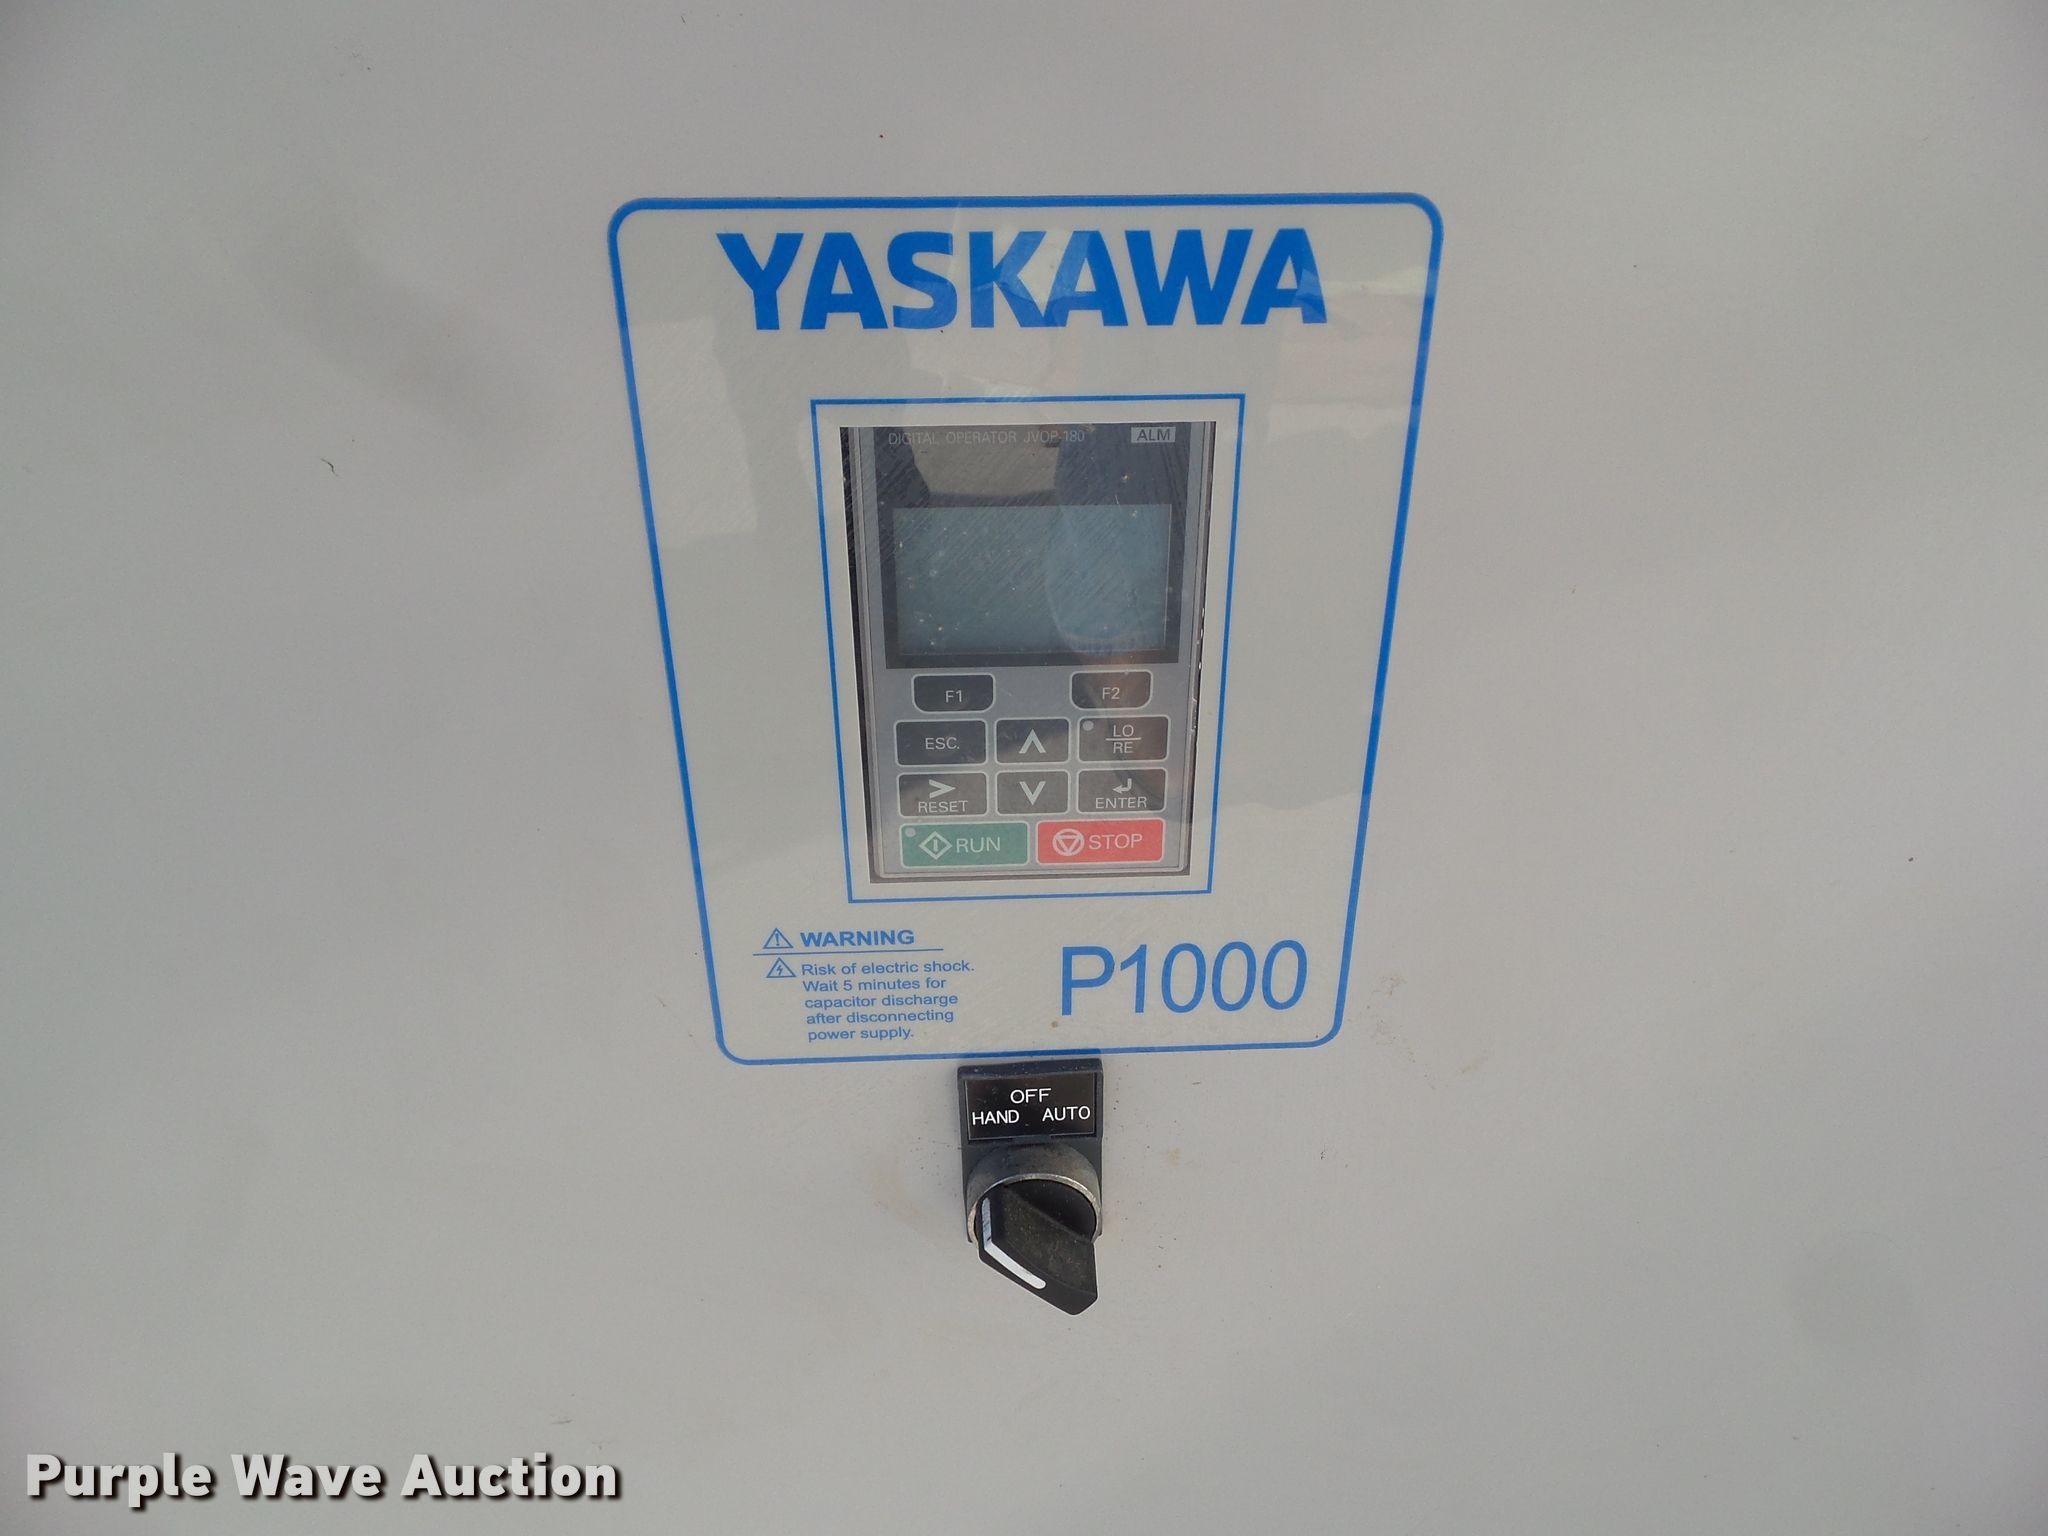 YASKAWA
DIGITAL OPERATOR JVOP-180 ALM
F1 F2
ESC LO
RE
RESET ENTER
RUN STOP
WARNING
Risk of electric shock.
Wait 5 minutes for
capacitor discharge
after disconnecting
power supply.
P1000
OFF
HAND AUTO
Purple Wave Auction